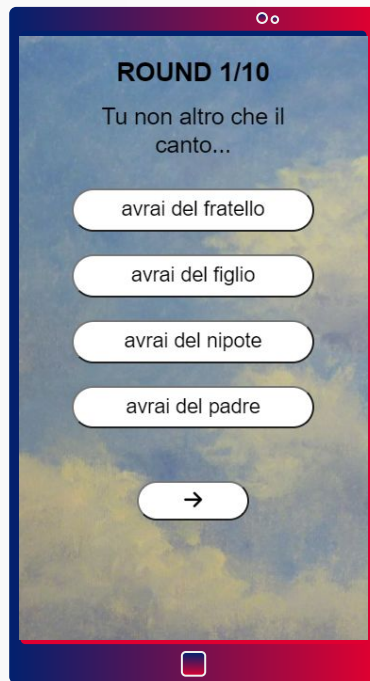 ROUND 1/10
Tu non altro che il
canto...
avrai del fratello
avrai del figlio
avrai del nipote
avrai del padre
→